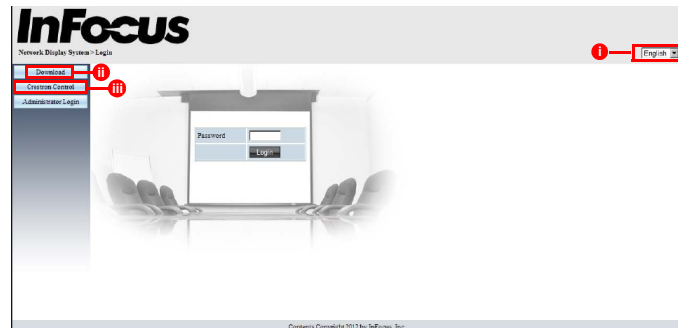 InFocus
Network Display System > Login
i
English
Download
ii
Crestron Control
iii
Administrator Login
Password
Login
Contents Copyright 2012 by InFocus, Inc.